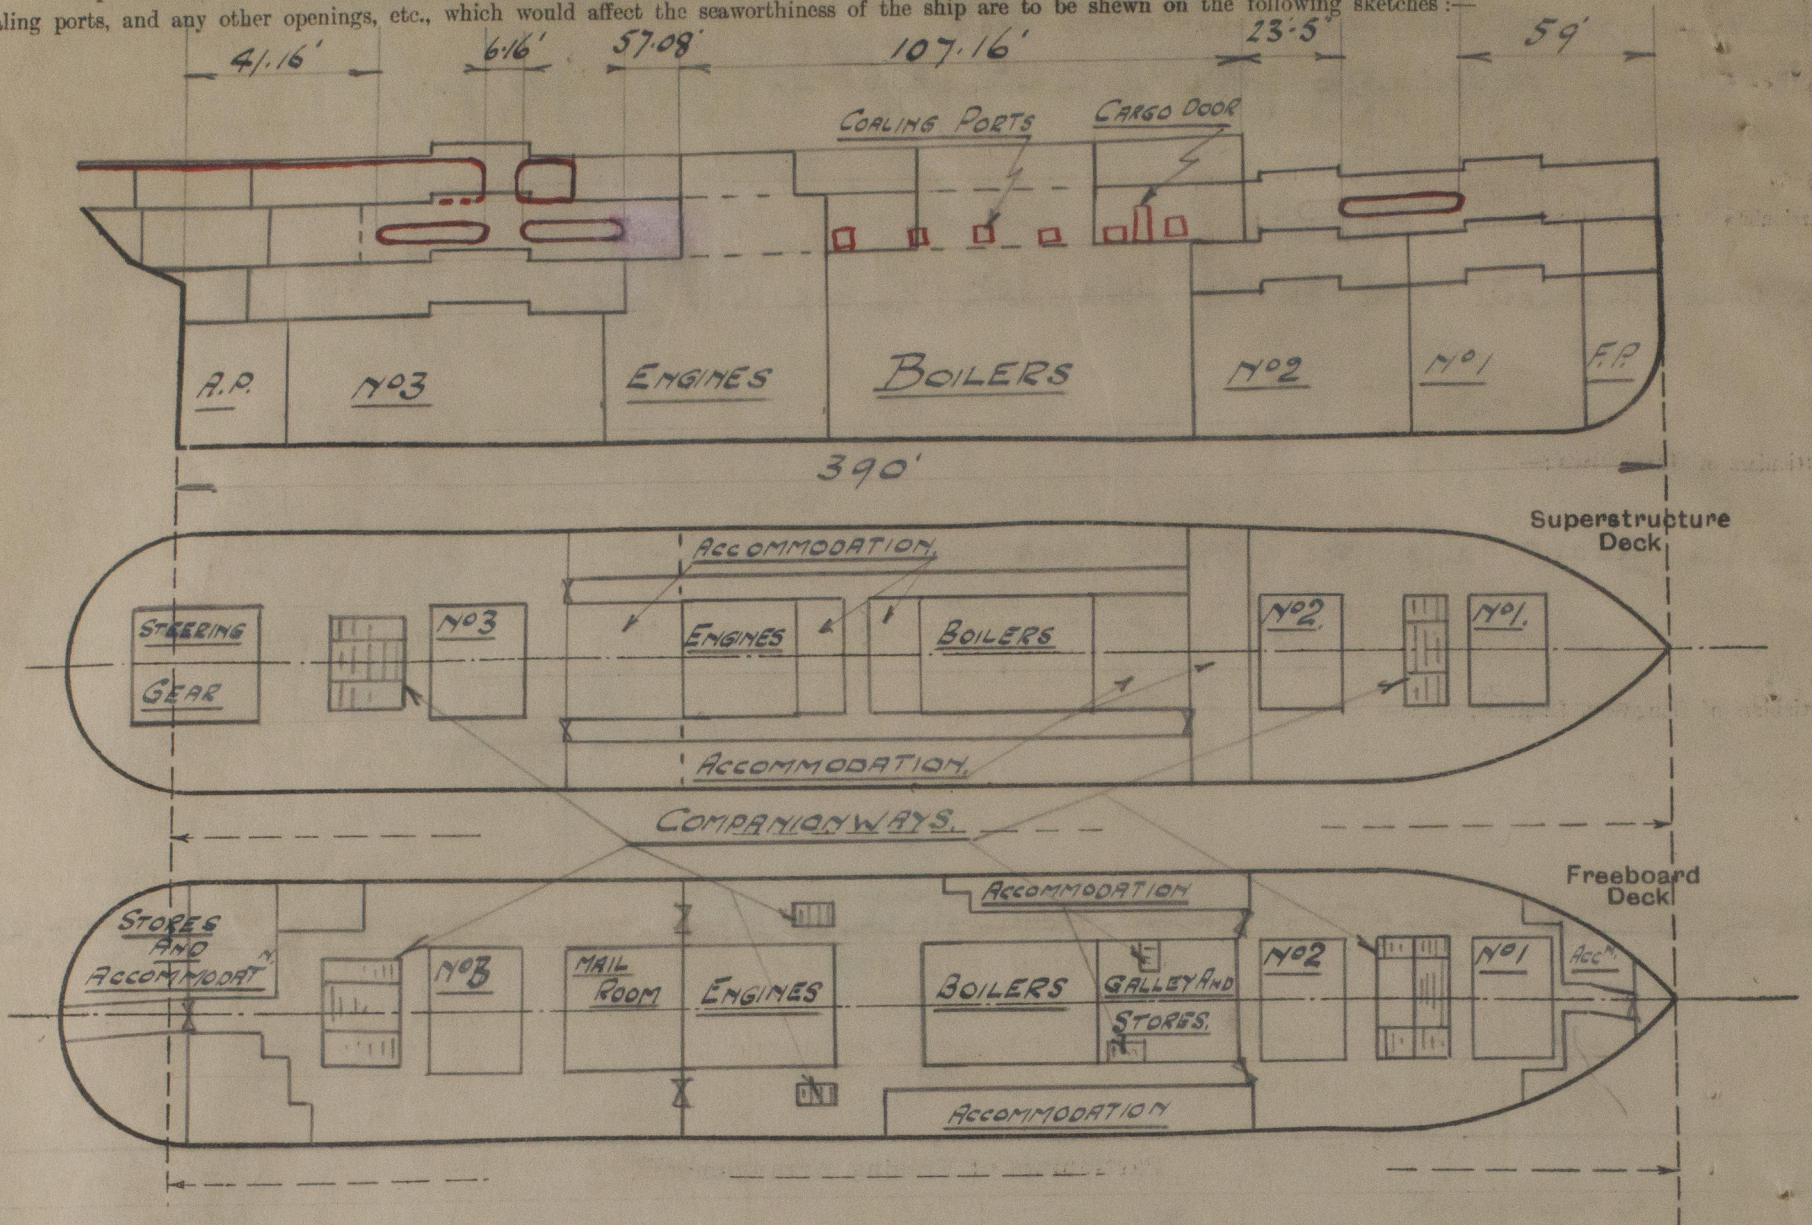 ling ports, and any other openings, etc., which would affect the seaworthiness of the ship are to be shewn on the following sketches :—
41.16' 6.16' 57.08' 107.16' 23.5' 59'
COALING PORTS CARGO DOOR
A.P. Nº3 ENGINES BOILERS Nº2 Nº1 F.P.
390'
Superstructure
Deck
ACCOMMODATION.
STEERING
GEAR
Nº3
ENGINES
BOILERS
Nº2.
Nº1.
ACCOMMODATION.
COMPANIONWAYS.
Freeboard
Deck
STORES
AND
ACCOMMODATN.
Nº3
MAIL
ROOM
ENGINES
BOILERS
ACCOMMODATION
GALLEY AND
STORES.
Nº2
Nº1
ACCN.
ACCOMMODATION